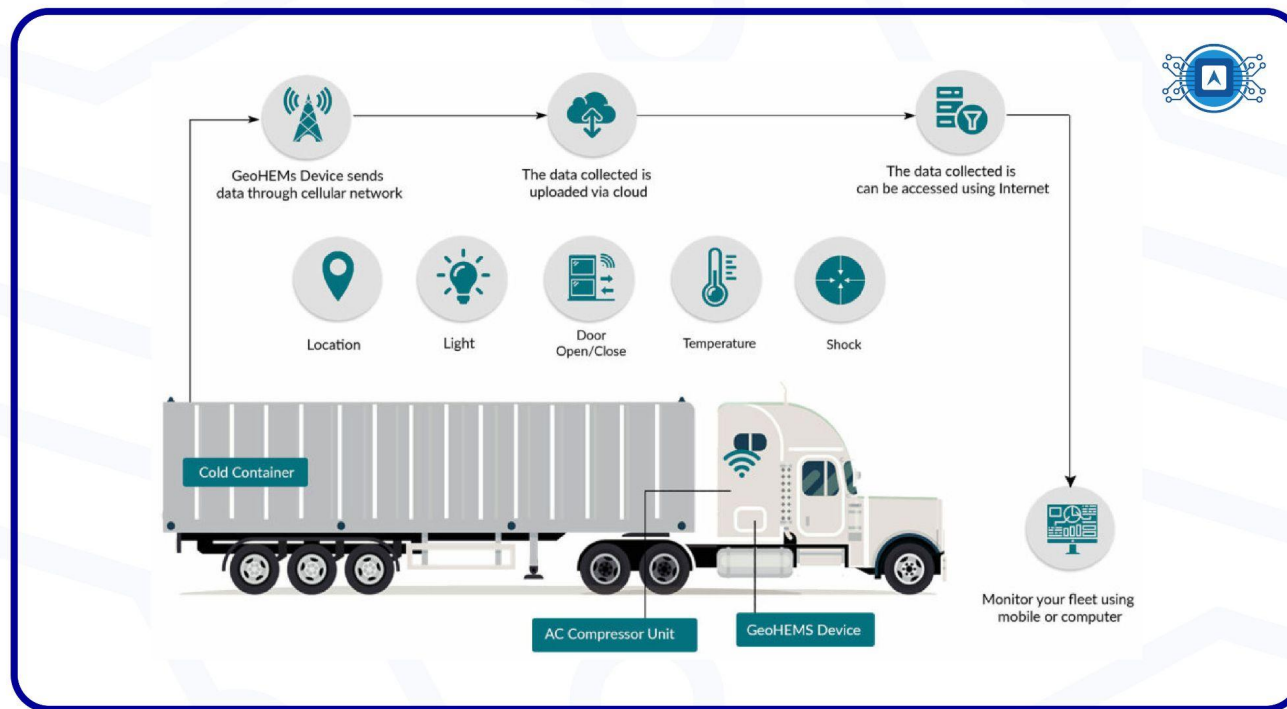 GeoHEMs Device sends
data through cellular network
The data collected is
uploaded via cloud
The data collected is
can be accessed using Internet
Location
Light
Door
Open/Close
Temperature
Shock
Cold Container
AC Compressor Unit
GeoHEMS Device
Monitor your fleet using
mobile or computer